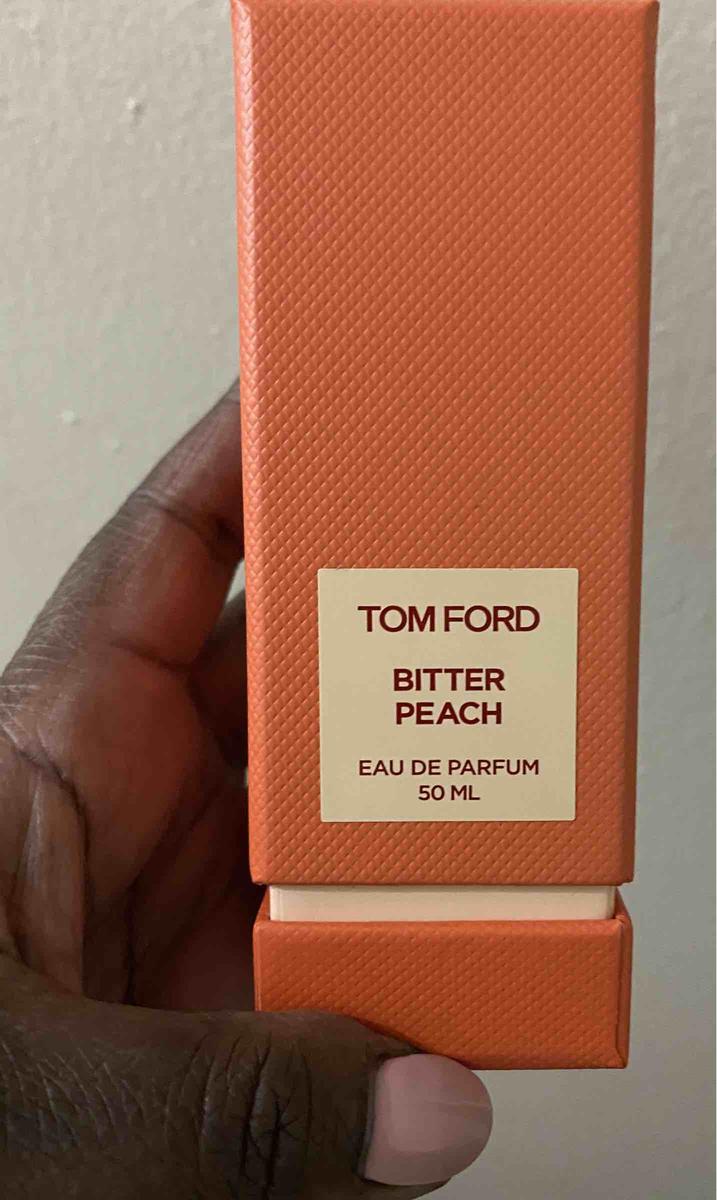 TOM FORD
BITTER
PEACH
EAU DE PARFUM
50 ML